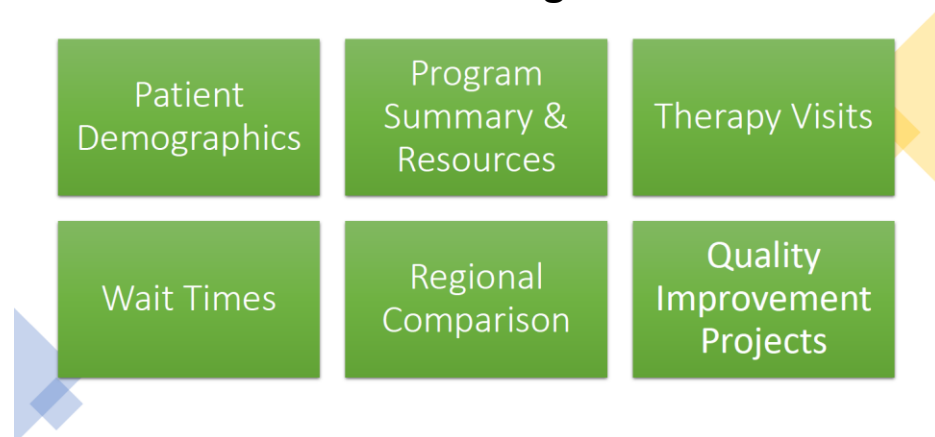 Patient
Demographics
Program
Summary &
Resources
Therapy Visits
Wait Times
Regional
Comparison
Quality
Improvement
Projects